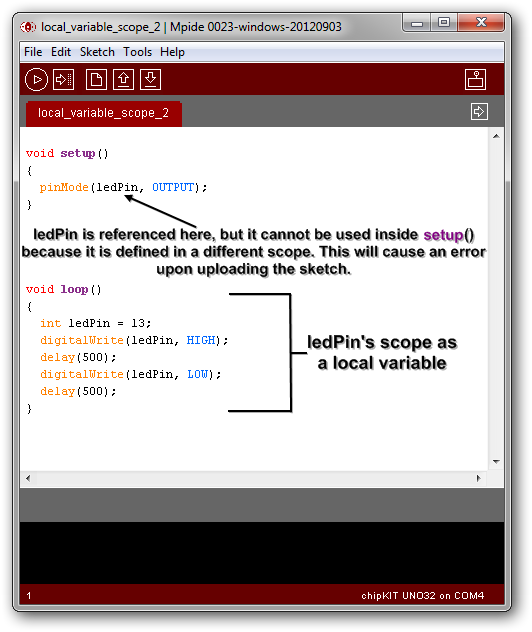 local_variable_scope_2 | Mpide 0023-windows-20120903
File Edit Sketch Tools Help
local_variable_scope_2
void setup()
{
pinMode(ledPin, OUTPUT);
}
ledPin is referenced here, but it cannot be used inside setup()
because it is defined in a different scope. This will cause an error
upon uploading the sketch.
void loop()
{
int ledPin = 13;
digitalWrite(ledPin, HIGH);
delay(500);
digitalWrite(ledPin, LOW);
delay(500);
}
ledPin's scope as
a local variable
1
chipKIT UNO32 on COM4